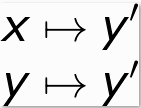 x ↦ y′
y ↦ y′